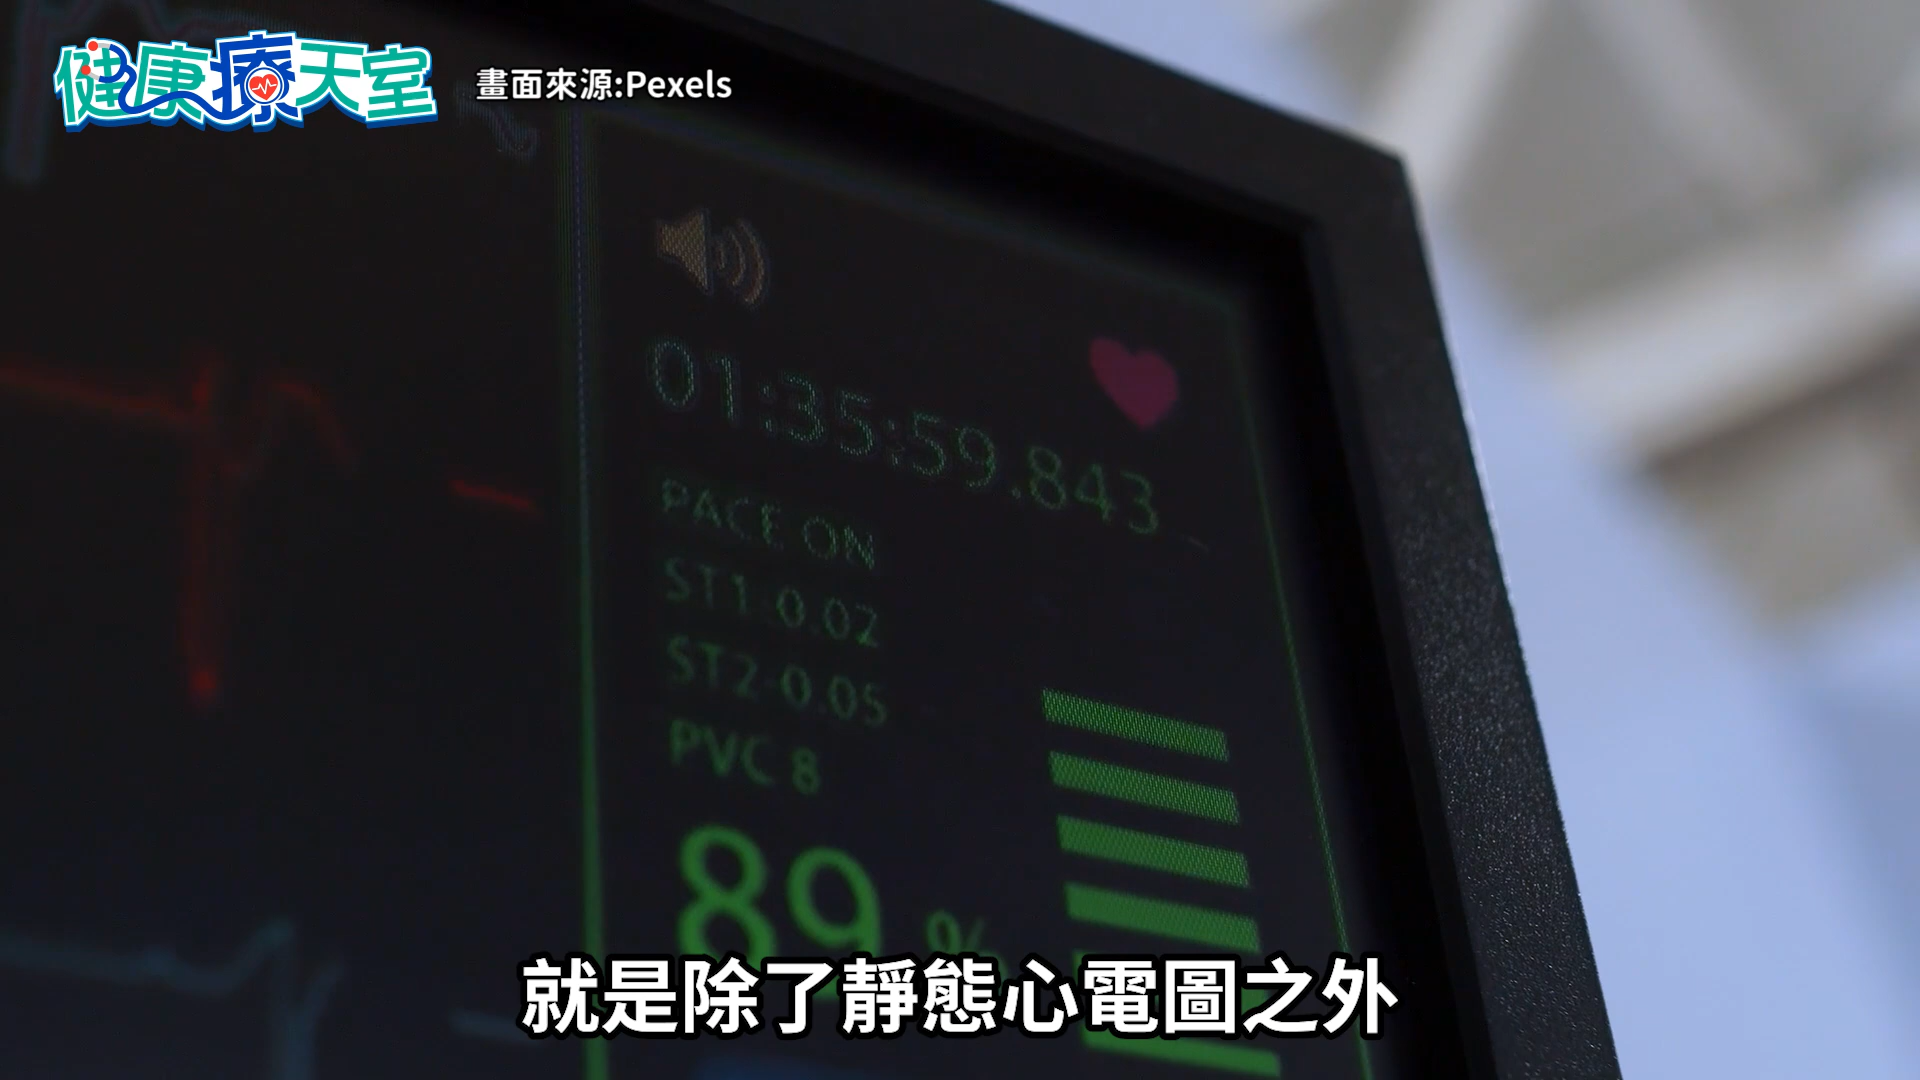 健康療天室
畫面來源:Pexels
01:35:59.843
PACE ON
ST1-0.02
ST2-0.05
PVC 8
89 %
就是除了靜態心電圖之外